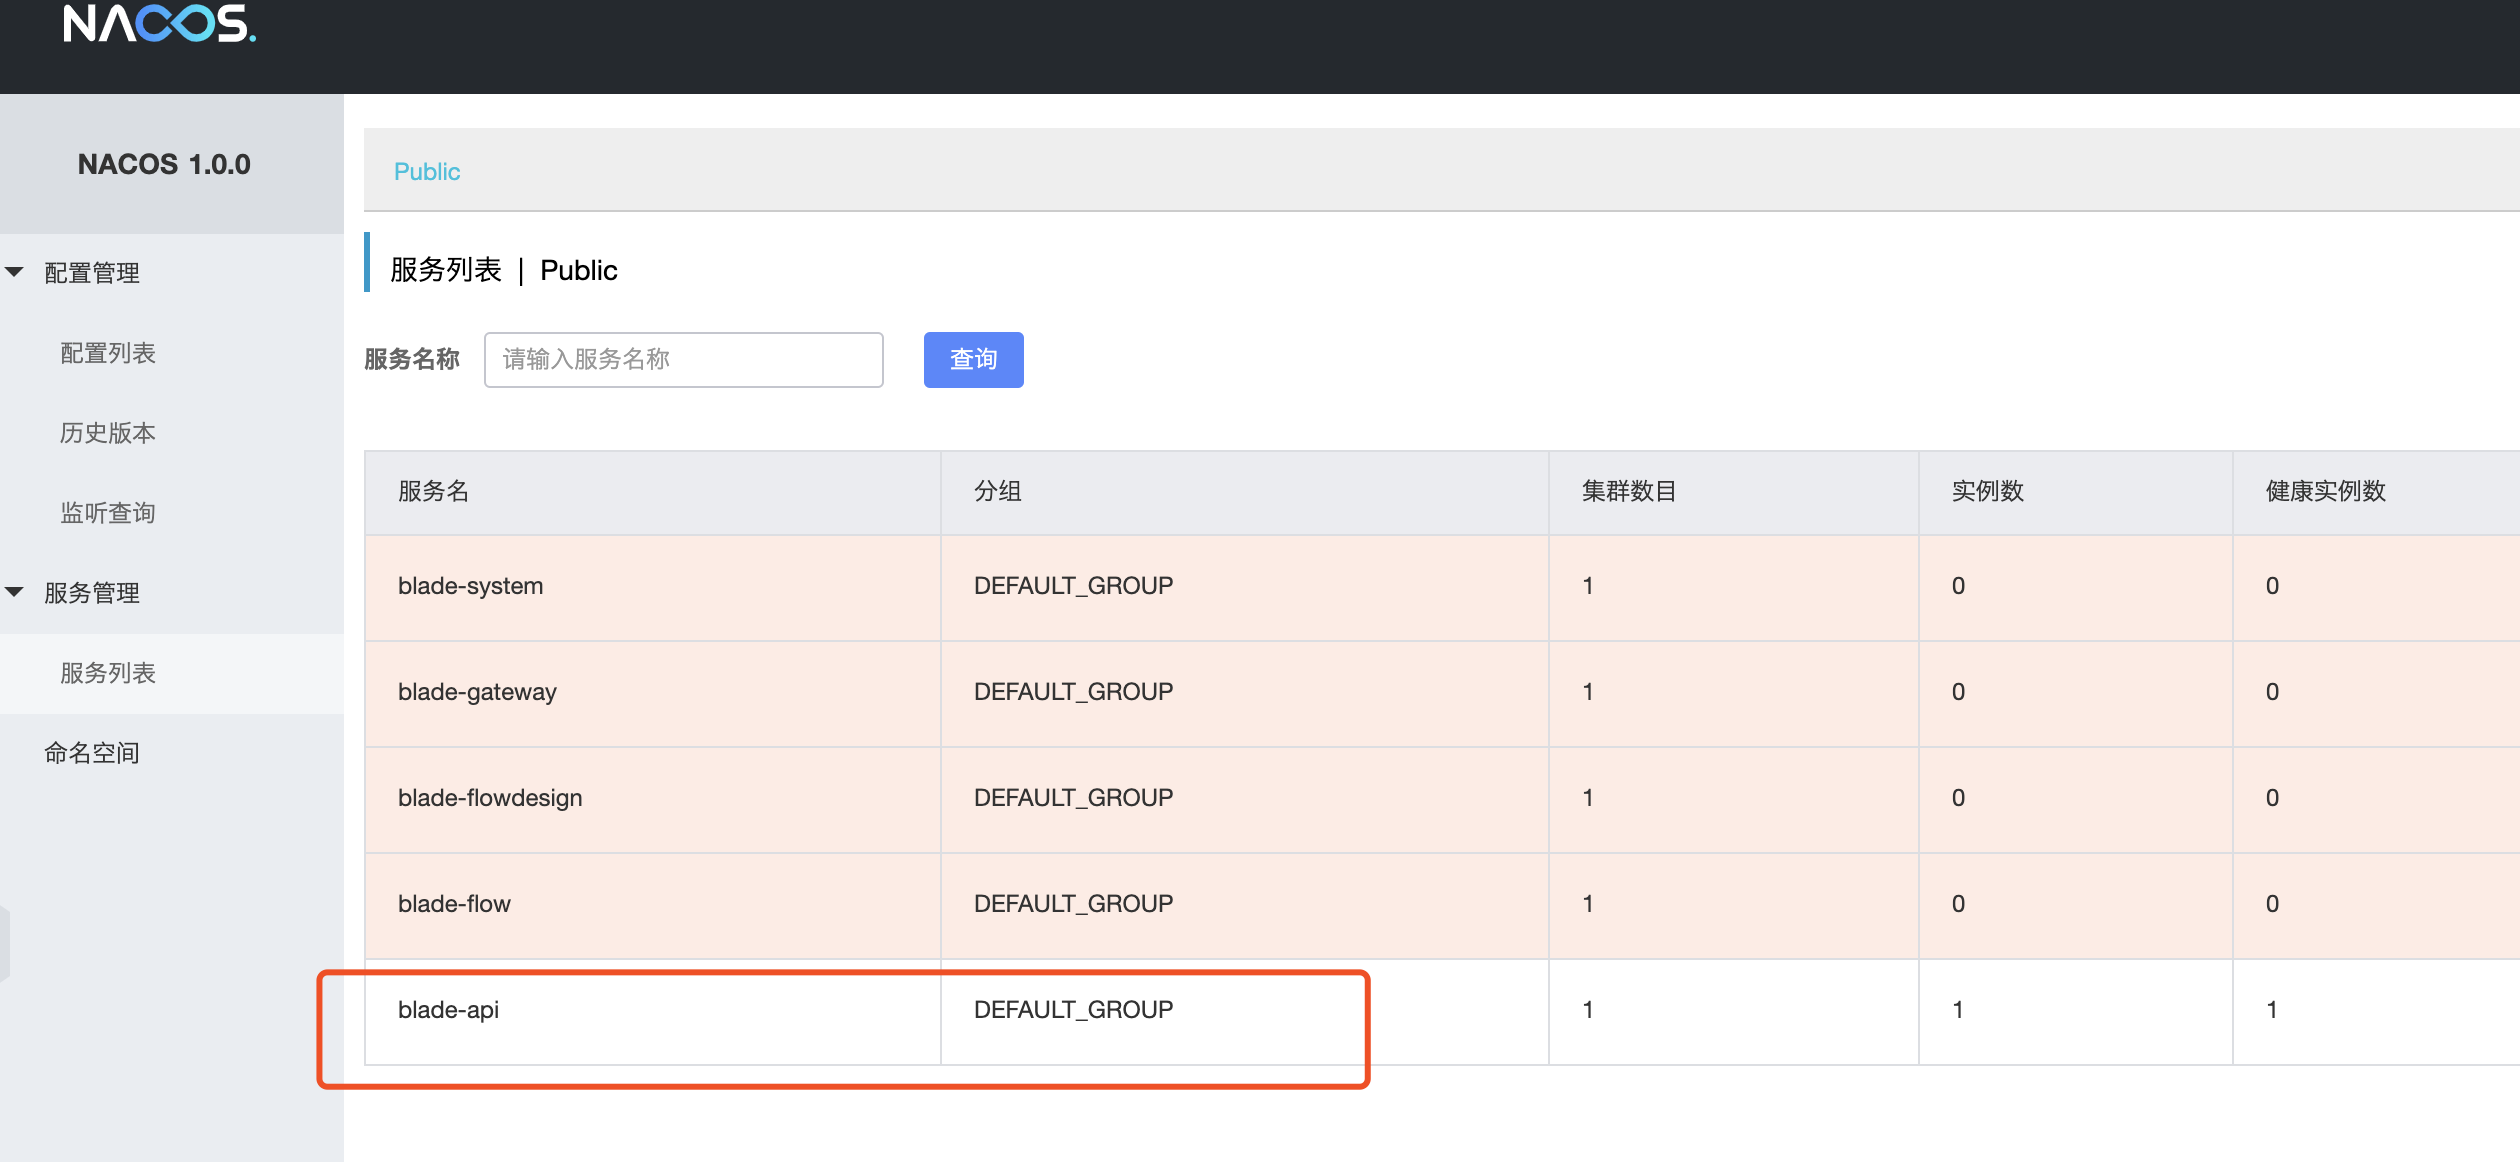 NACOS.
NACOS 1.0.0
配置管理
配置列表
历史版本
监听查询
服务管理
服务列表
命名空间
Public
服务列表 | Public
服务名称 请输入服务名称 查询
服务名 分组 集群数目 实例数 健康实例数
blade-system DEFAULT_GROUP 1 0 0
blade-gateway DEFAULT_GROUP 1 0 0
blade-flowdesign DEFAULT_GROUP 1 0 0
blade-flow DEFAULT_GROUP 1 0 0
blade-api DEFAULT_GROUP 1 1 1